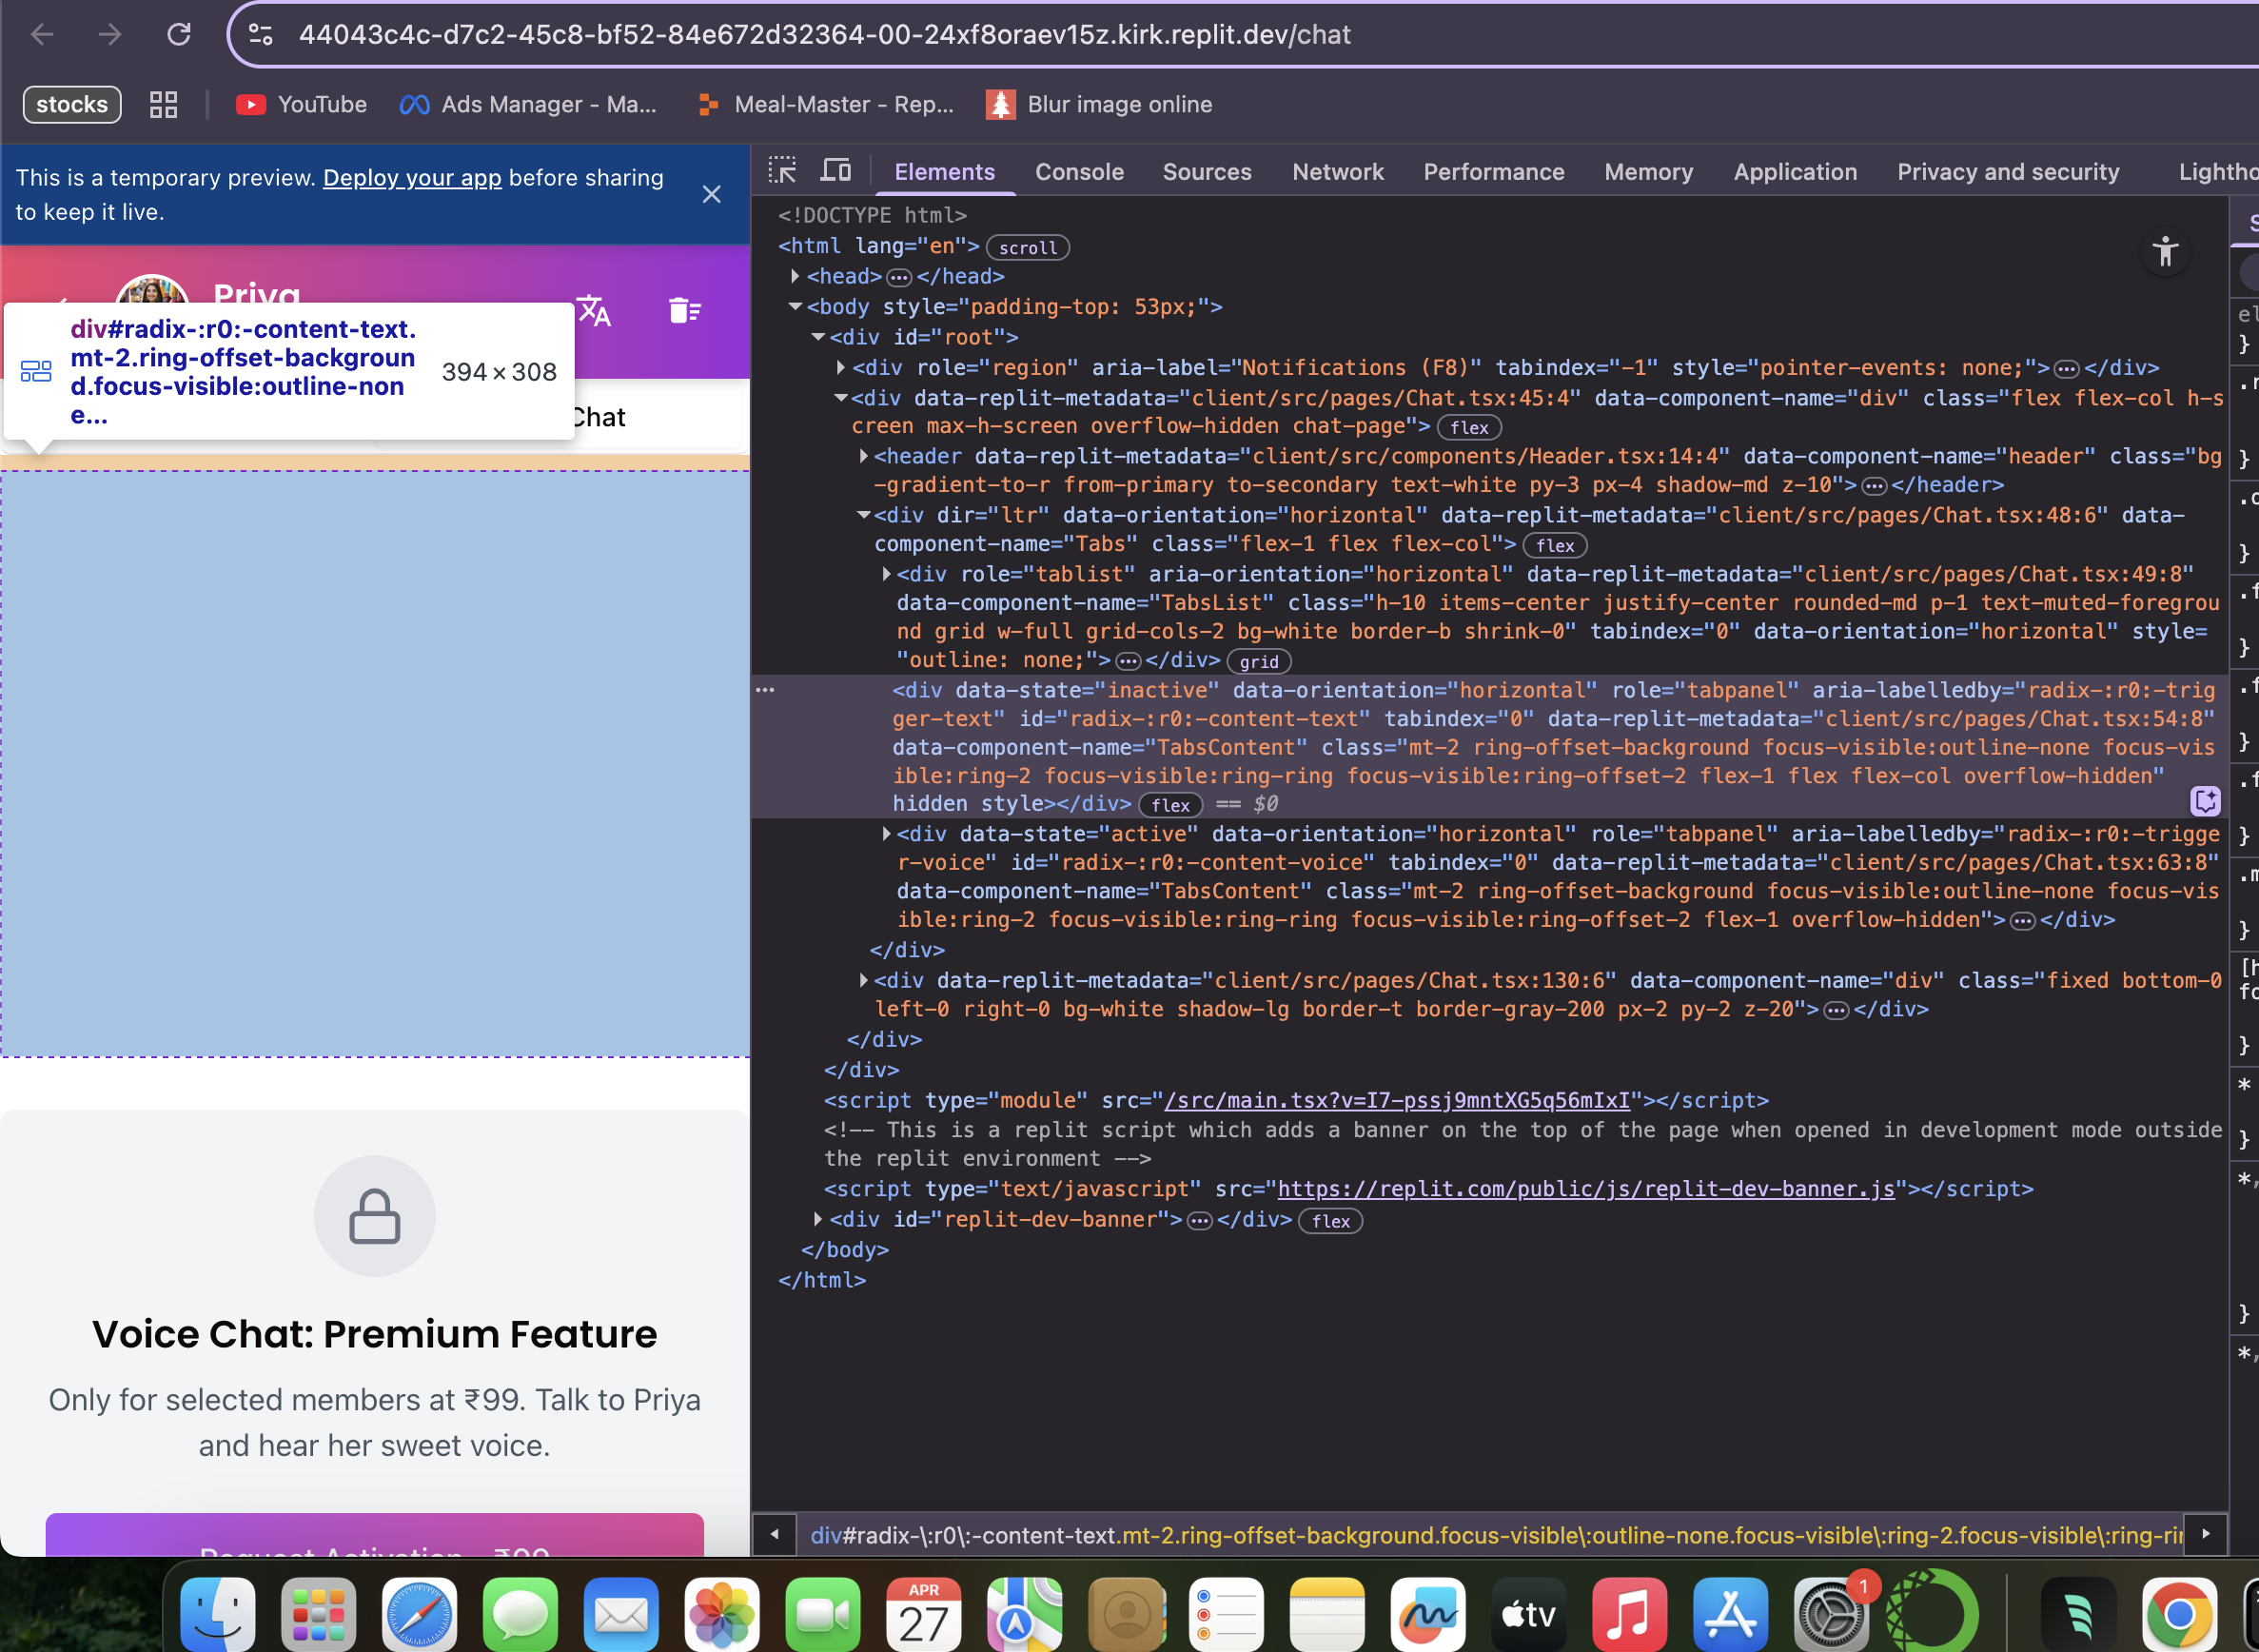 44043c4c-d7c2-45c8-bf52-84e672d32364-00-24xf8oraev15z.kirk.replit.dev/chat
stocks YouTube Ads Manager - Ma... Meal-Master - Rep... Blur image online
This is a temporary preview. Deploy your app before sharing
to keep it live.
Priya
div#radix-:r0:-content-text.
mt-2.ring-offset-backgroun
d.focus-visible:outline-non
e...
394 × 308
Chat
Voice Chat: Premium Feature
Only for selected members at ₹99. Talk to Priya
and hear her sweet voice.
Request Activation - ₹99
Elements Console Sources Network Performance Memory Application Privacy and security Lightho
<!DOCTYPE html>
<html lang="en"> scroll
<head>…</head>
<body style="padding-top: 53px;">
<div id="root">
<div role="region" aria-label="Notifications (F8)" tabindex="-1" style="pointer-events: none;">…</div>
<div data-replit-metadata="client/src/pages/Chat.tsx:45:4" data-component-name="div" class="flex flex-col h-s
creen max-h-screen overflow-hidden chat-page"> flex
<header data-replit-metadata="client/src/components/Header.tsx:14:4" data-component-name="header" class="bg
-gradient-to-r from-primary to-secondary text-white py-3 px-4 shadow-md z-10">…</header>
<div dir="ltr" data-orientation="horizontal" data-replit-metadata="client/src/pages/Chat.tsx:48:6" data-
component-name="Tabs" class="flex-1 flex flex-col"> flex
<div role="tablist" aria-orientation="horizontal" data-replit-metadata="client/src/pages/Chat.tsx:49:8"
data-component-name="TabsList" class="h-10 items-center justify-center rounded-md p-1 text-muted-foregrou
nd grid w-full grid-cols-2 bg-white border-b shrink-0" tabindex="0" data-orientation="horizontal" style=
"outline: none;">…</div> grid
<div data-state="inactive" data-orientation="horizontal" role="tabpanel" aria-labelledby="radix-:r0:-trig
ger-text" id="radix-:r0:-content-text" tabindex="0" data-replit-metadata="client/src/pages/Chat.tsx:54:8"
data-component-name="TabsContent" class="mt-2 ring-offset-background focus-visible:outline-none focus-vis
ible:ring-2 focus-visible:ring-ring focus-visible:ring-offset-2 flex-1 flex flex-col overflow-hidden"
hidden style></div> flex == $0
<div data-state="active" data-orientation="horizontal" role="tabpanel" aria-labelledby="radix-:r0:-trigge
r-voice" id="radix-:r0:-content-voice" tabindex="0" data-replit-metadata="client/src/pages/Chat.tsx:63:8"
data-component-name="TabsContent" class="mt-2 ring-offset-background focus-visible:outline-none focus-vis
ible:ring-2 focus-visible:ring-ring focus-visible:ring-offset-2 flex-1 overflow-hidden">…</div>
</div>
<div data-replit-metadata="client/src/pages/Chat.tsx:130:6" data-component-name="div" class="fixed bottom-0
left-0 right-0 bg-white shadow-lg border-t border-gray-200 px-2 py-2 z-20">…</div>
</div>
</div>
<script type="module" src="/src/main.tsx?v=I7-pssj9mntXG5q56mIxI"></script>
<!-- This is a replit script which adds a banner on the top of the page when opened in development mode outside
the replit environment -->
<script type="text/javascript" src="https://replit.com/public/js/replit-dev-banner.js"></script>
<div id="replit-dev-banner">…</div> flex
</body>
</html>
div#radix-\:r0\:-content-text.mt-2.ring-offset-background.focus-visible\:outline-none.focus-visible\:ring-2.focus-visible\:ring-rin
APR
27
tv
1